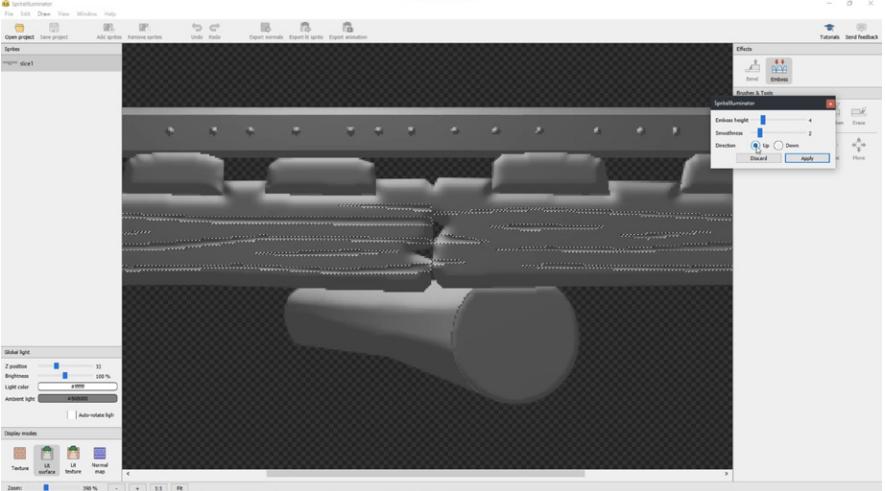 SpriteIlluminator
File Edit Draw View Window Help
Open project Save project Add sprites Remove sprites Undo Redo Export normals Export lit sprite Export animation Tutorials Send feedback
Sprites
slice1
Effects
Bevel Emboss
Brushes & Tools
SpriteIlluminator
Emboss height 4
Smoothness 2
Direction Up Down
Discard Apply
Erase
Move
Global light
Z position 32
Brightness 100 %
Light color #ffffff
Ambient light
Auto-rotate light
Display modes
Texture Lit surface Lit texture Normal map
Zoom: 398 % - + 1:1 Fit